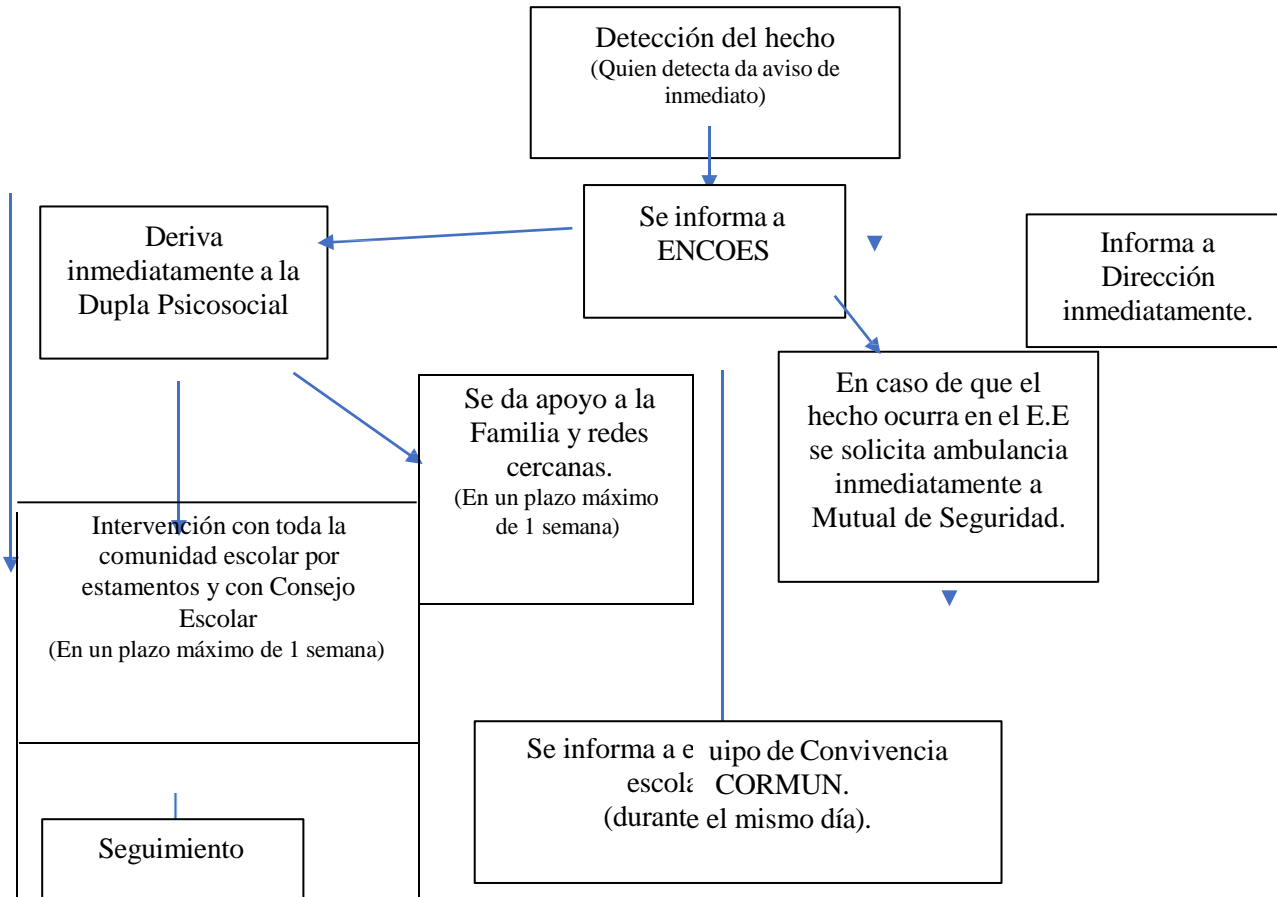 Detección del hecho
(Quien detecta da aviso de
inmediato)
Se informa a
ENCOES
Deriva
inmediatamente a la
Dupla Psicosocial
Informa a
Dirección
inmediatamente.
En caso de que el
hecho ocurra en el E.E
se solicita ambulancia
inmediatamente a
Mutual de Seguridad.
Se da apoyo a la
Familia y redes
cercanas.
(En un plazo máximo
de 1 semana)
Intervención con toda la
comunidad escolar por
estamentos y con Consejo
Escolar
(En un plazo máximo de 1 semana)
Se informa a e uipo de Convivencia
escola CORMUN.
(durante el mismo día).
Seguimiento